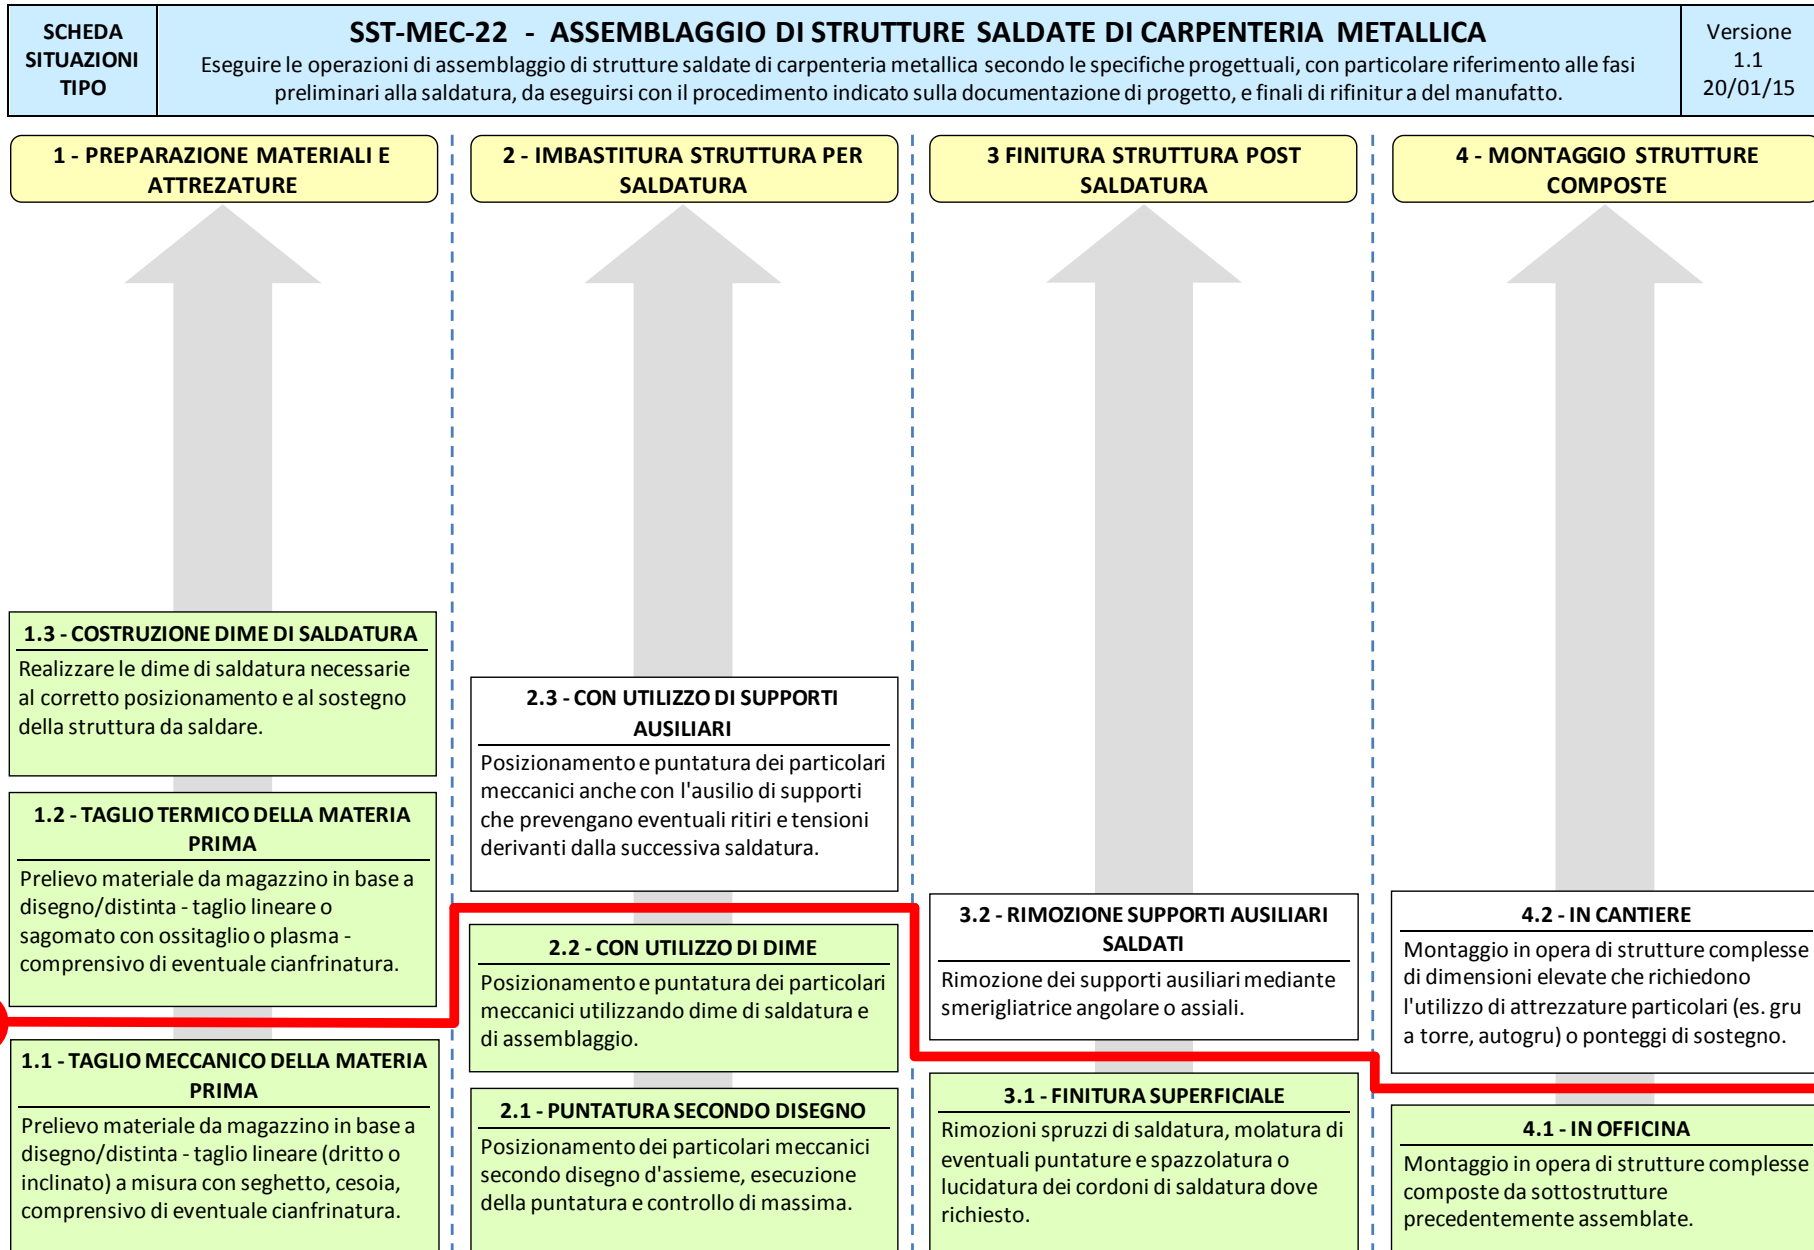 SCHEDA
SITUAZIONI
TIPO
SST-MEC-22 - ASSEMBLAGGIO DI STRUTTURE SALDATE DI CARPENTERIA METALLICA
Eseguire le operazioni di assemblaggio di strutture saldate di carpenteria metallica secondo le specifiche progettuali, con particolare riferimento alle fasi
preliminari alla saldatura, da eseguirsi con il procedimento indicato sulla documentazione di progetto, e finali di rifinitur a del manufatto.
Versione
1.1
20/01/15
1 - PREPARAZIONE MATERIALI E
ATTREZATURE
2 - IMBASTITURA STRUTTURA PER
SALDATURA
3 FINITURA STRUTTURA POST
SALDATURA
4 - MONTAGGIO STRUTTURE
COMPOSTE
1.3 - COSTRUZIONE DIME DI SALDATURA
Realizzare le dime di saldatura necessarie
al corretto posizionamento e al sostegno
della struttura da saldare.
1.2 - TAGLIO TERMICO DELLA MATERIA
PRIMA
Prelievo materiale da magazzino in base a
disegno/distinta - taglio lineare o
sagomato con ossitaglio o plasma -
comprensivo di eventuale cianfrinatura.
1.1 - TAGLIO MECCANICO DELLA MATERIA
PRIMA
Prelievo materiale da magazzino in base a
disegno/distinta - taglio lineare (dritto o
inclinato) a misura con seghetto, cesoia,
comprensivo di eventuale cianfrinatura.
2.3 - CON UTILIZZO DI SUPPORTI
AUSILIARI
Posizionamento e puntatura dei particolari
meccanici anche con l'ausilio di supporti
che prevengano eventuali ritiri e tensioni
derivanti dalla successiva saldatura.
2.2 - CON UTILIZZO DI DIME
Posizionamento e puntatura dei particolari
meccanici utilizzando dime di saldatura e
di assemblaggio.
2.1 - PUNTATURA SECONDO DISEGNO
Posizionamento dei particolari meccanici
secondo disegno d'assieme, esecuzione
della puntatura e controllo di massima.
3.2 - RIMOZIONE SUPPORTI AUSILIARI
SALDATI
Rimozione dei supporti ausiliari mediante
smerigliatrice angolare o assiali.
3.1 - FINITURA SUPERFICIALE
Rimozioni spruzzi di saldatura, molatura di
eventuali puntature e spazzolatura o
lucidatura dei cordoni di saldatura dove
richiesto.
4.2 - IN CANTIERE
Montaggio in opera di strutture complesse
di dimensioni elevate che richiedono
l'utilizzo di attrezzature particolari (es. gru
a torre, autogru) o ponteggi di sostegno.
4.1 - IN OFFICINA
Montaggio in opera di strutture complesse
composte da sottostrutture
precedentemente assemblate.